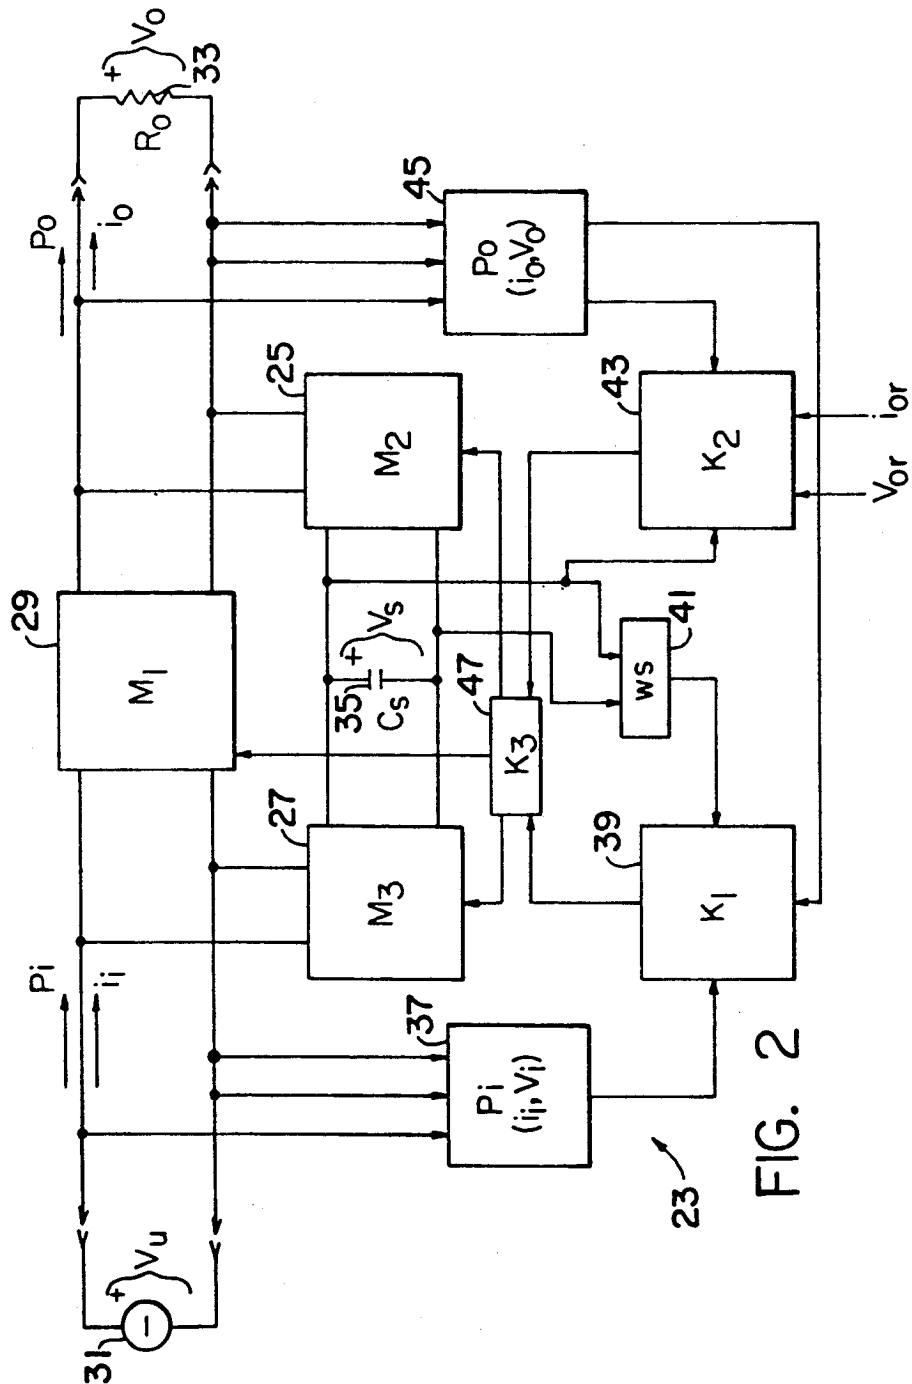 Pi
ii
Po
io
29
M1
31
+
Vu
Ro
33
+
Vo
27
M3
35
Cs
+
Vs
25
M2
37
Pi
(ii, Vi)
47
K3
45
Po
(io, Vo)
39
K1
41
WS
43
K2
Vor
ior
23
FIG. 2